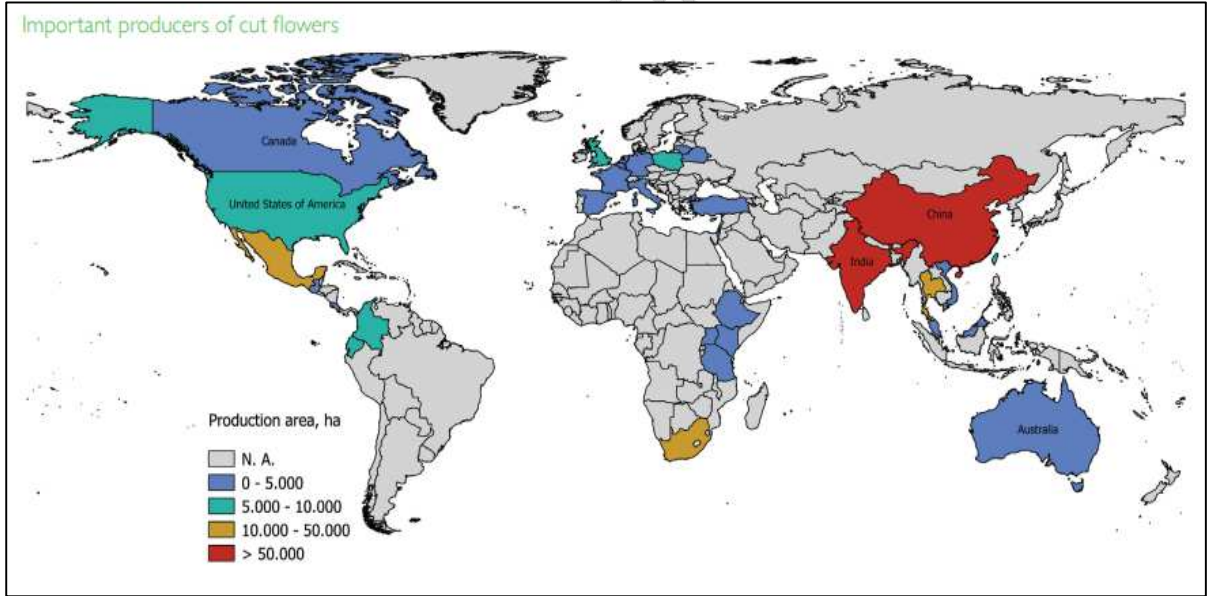 Important producers of cut flowers
Canada
United States of America
China
India
Australia
Production area, ha
N. A.
0 - 5.000
5.000 - 10.000
10.000 - 50.000
> 50.000